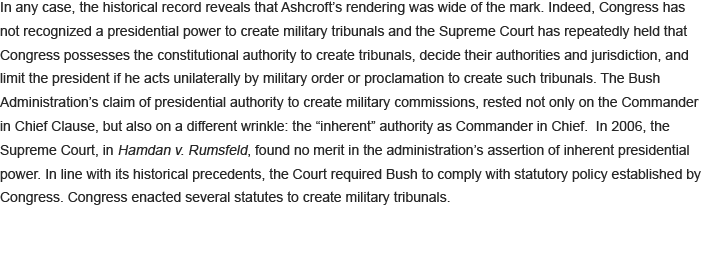 In any case, the historical record reveals that Ashcroft’s rendering was wide of the mark. Indeed, Congress has
not recognized a presidential power to create military tribunals and the Supreme Court has repeatedly held that
Congress possesses the constitutional authority to create tribunals, decide their authorities and jurisdiction, and
limit the president if he acts unilaterally by military order or proclamation to create such tribunals. The Bush
Administration’s claim of presidential authority to create military commissions, rested not only on the Commander
in Chief Clause, but also on a different wrinkle: the “inherent” authority as Commander in Chief.  In 2006, the
Supreme Court, in Hamdan v. Rumsfeld, found no merit in the administration’s assertion of inherent presidential
power. In line with its historical precedents, the Court required Bush to comply with statutory policy established by
Congress. Congress enacted several statutes to create military tribunals.